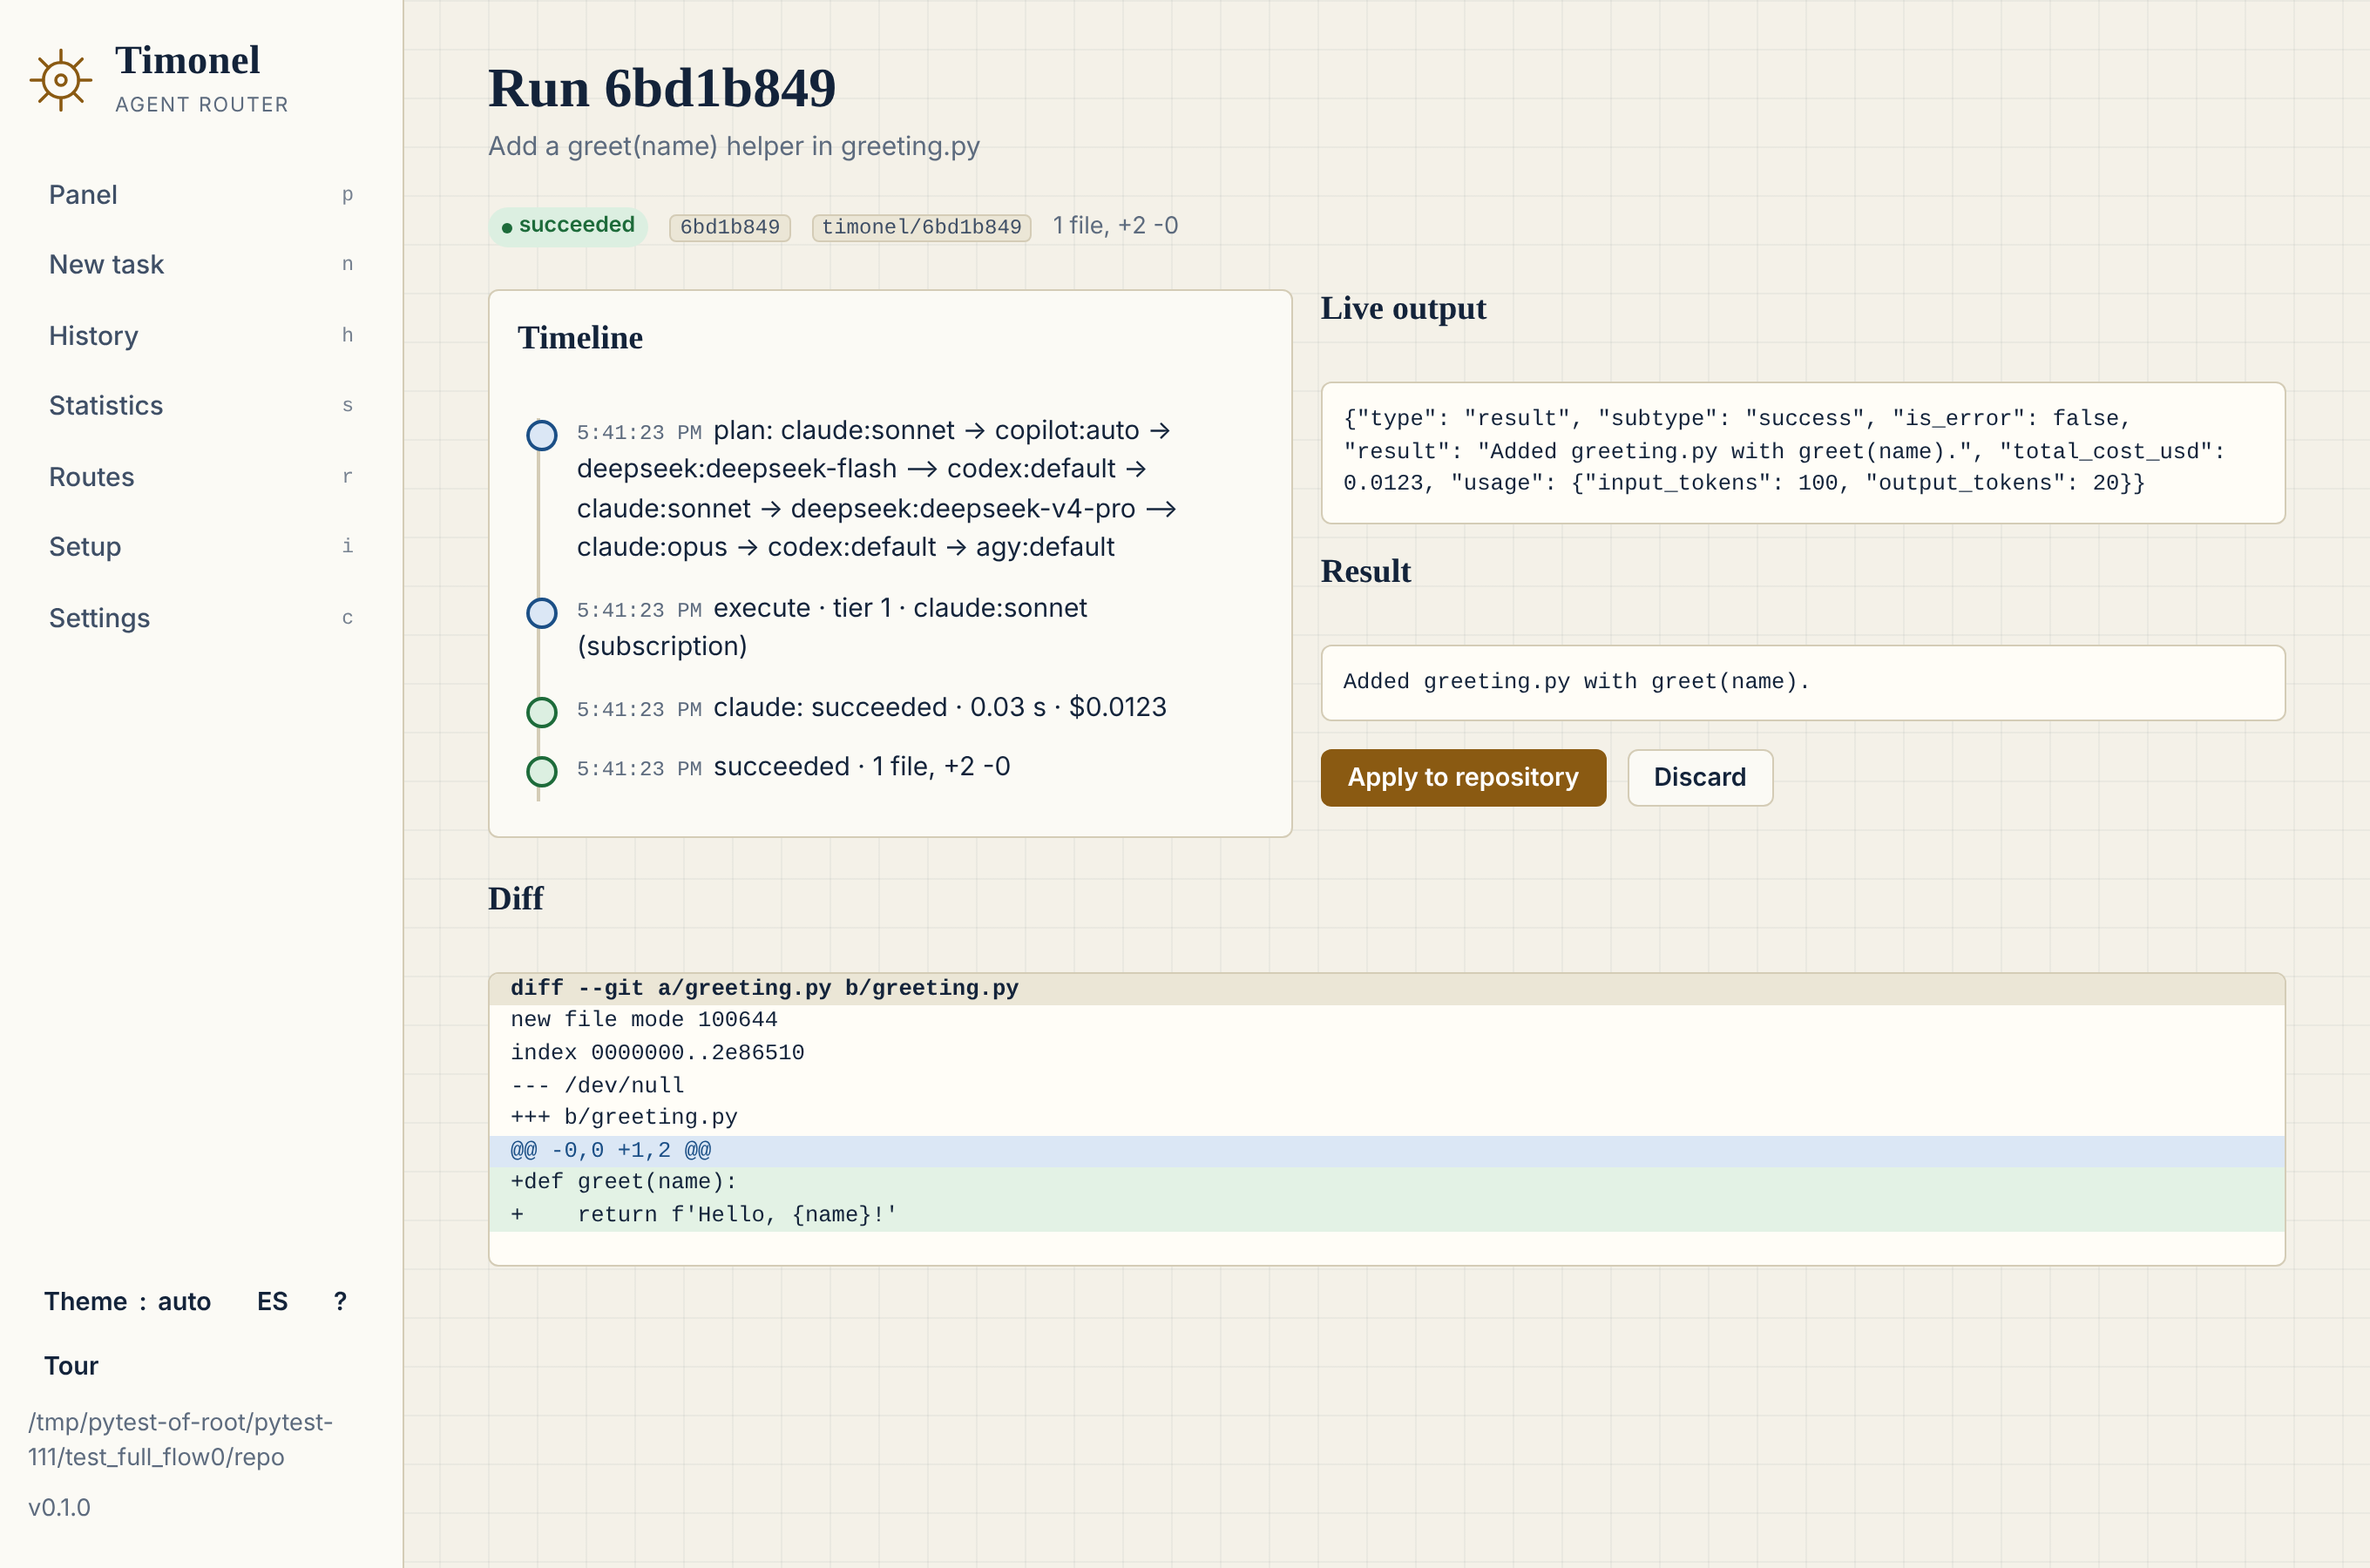 Timonel
AGENT ROUTER
Panel p
New task n
History h
Statistics s
Routes r
Setup i
Settings c
Theme : auto ES ?
Tour
/tmp/pytest-of-root/pytest-
111/test_full_flow0/repo
v0.1.0
Run 6bd1b849
Add a greet(name) helper in greeting.py
succeeded 6bd1b849 timonel/6bd1b849 1 file, +2 -0
Timeline
5:41:23 PM plan: claude:sonnet → copilot:auto →
deepseek:deepseek-flash ⟶ codex:default →
claude:sonnet → deepseek:deepseek-v4-pro ⟶
claude:opus → codex:default → agy:default
5:41:23 PM execute · tier 1 · claude:sonnet
(subscription)
5:41:23 PM claude: succeeded · 0.03 s · $0.0123
5:41:23 PM succeeded · 1 file, +2 -0
Live output
{"type": "result", "subtype": "success", "is_error": false,
"result": "Added greeting.py with greet(name).", "total_cost_usd":
0.0123, "usage": {"input_tokens": 100, "output_tokens": 20}}
Result
Added greeting.py with greet(name).
Apply to repository Discard
Diff
diff --git a/greeting.py b/greeting.py
new file mode 100644
index 0000000..2e86510
--- /dev/null
+++ b/greeting.py
@@ -0,0 +1,2 @@
+def greet(name):
+    return f'Hello, {name}!'